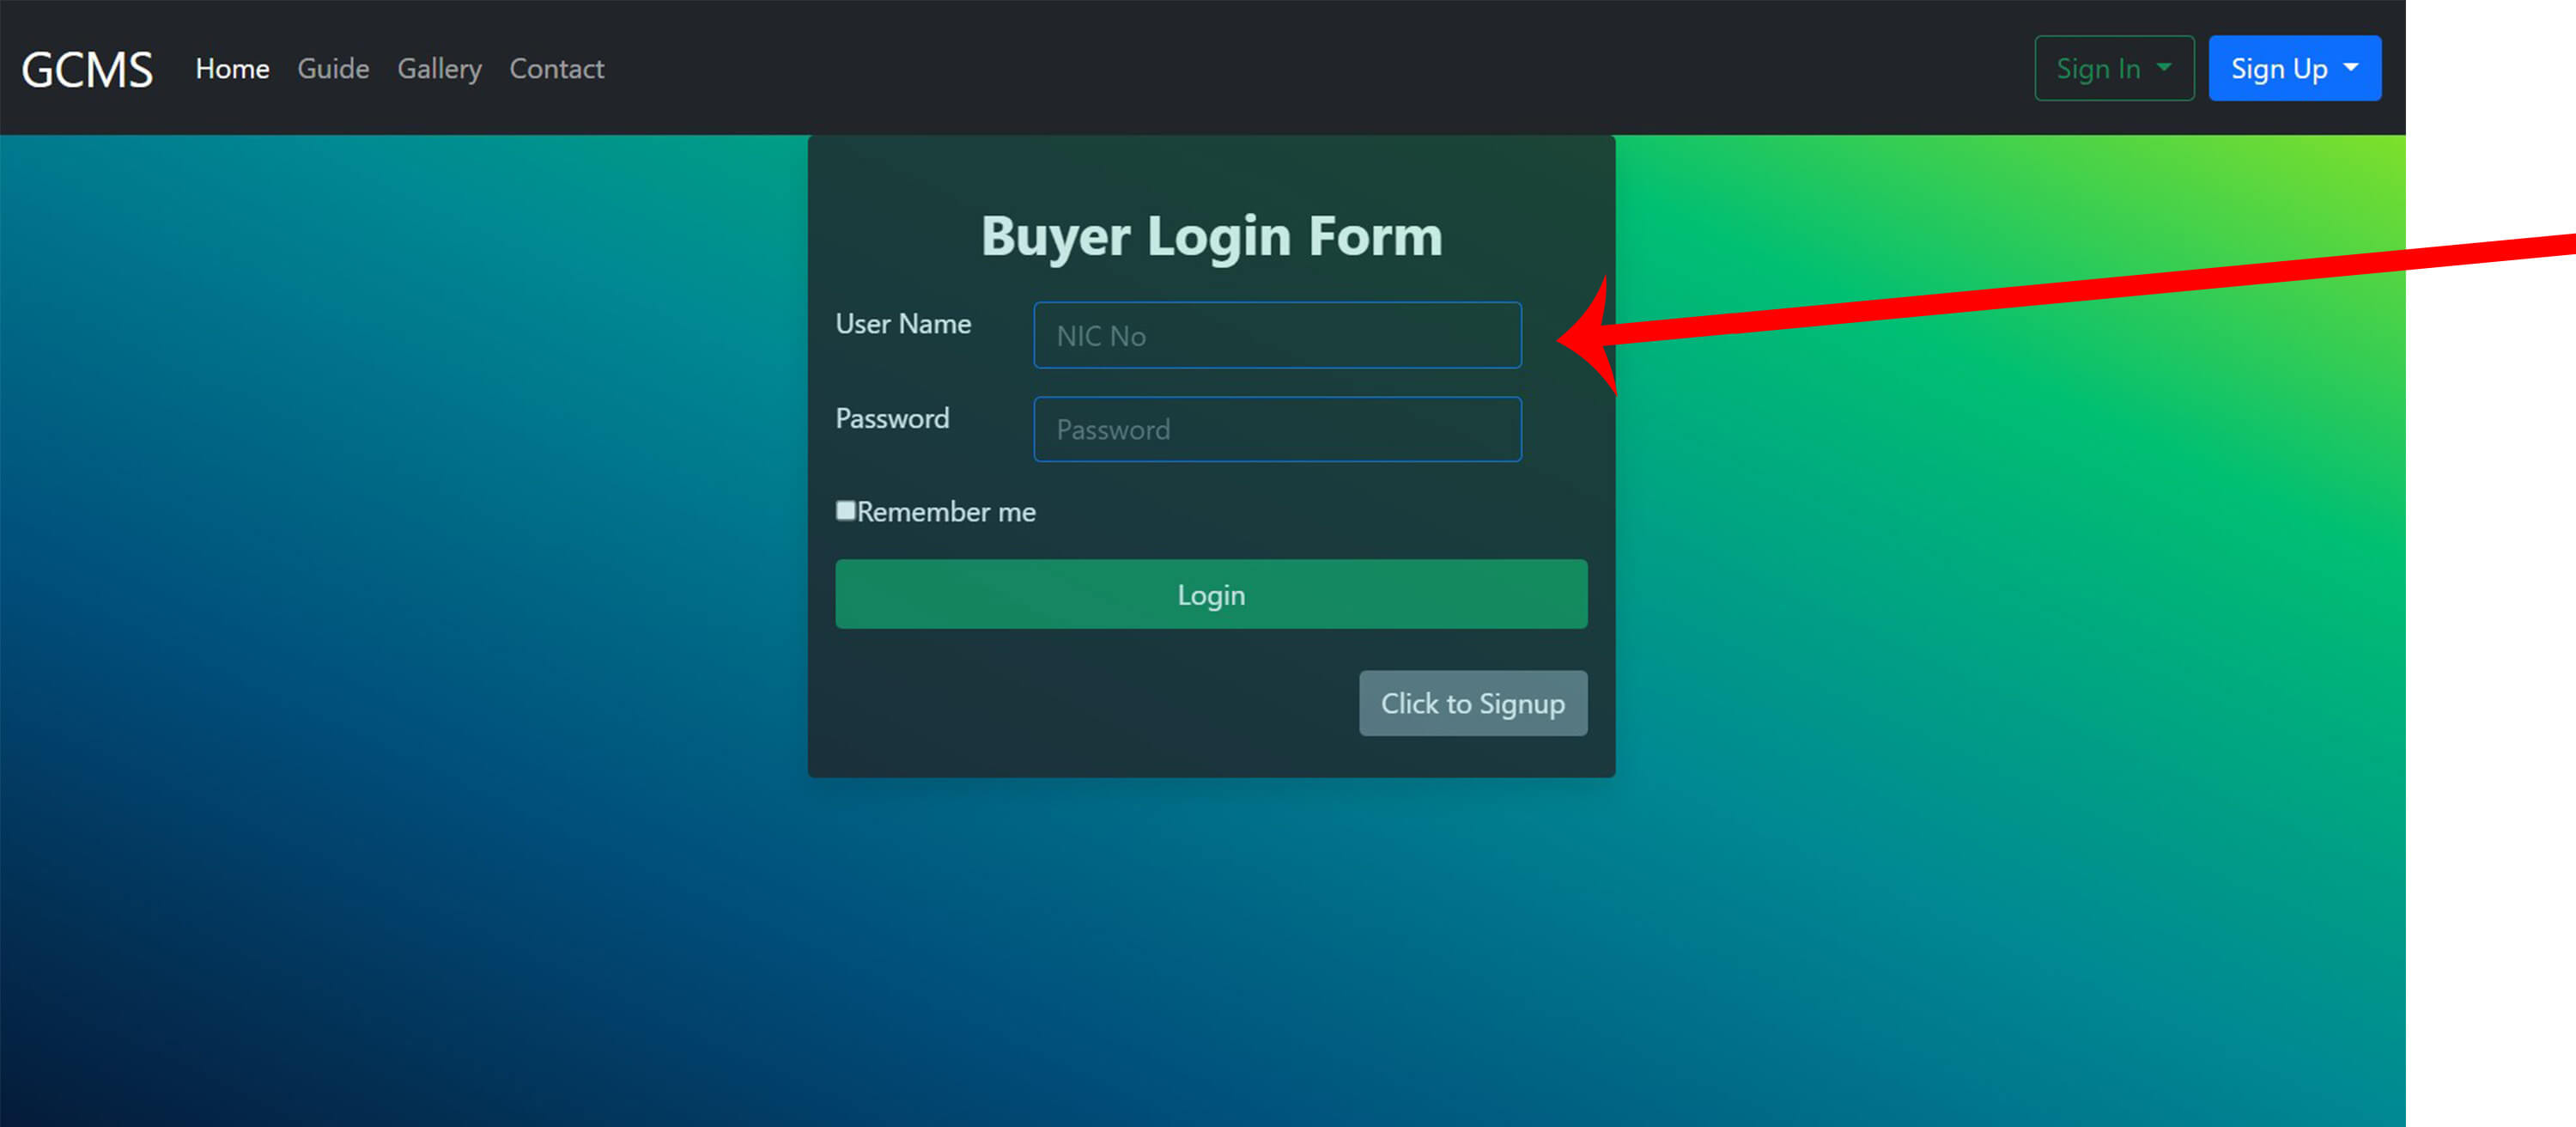 GCMS Home Guide Gallery Contact Sign In Sign Up
Buyer Login Form
User Name NIC No
Password Password
Remember me
Login
Click to Signup